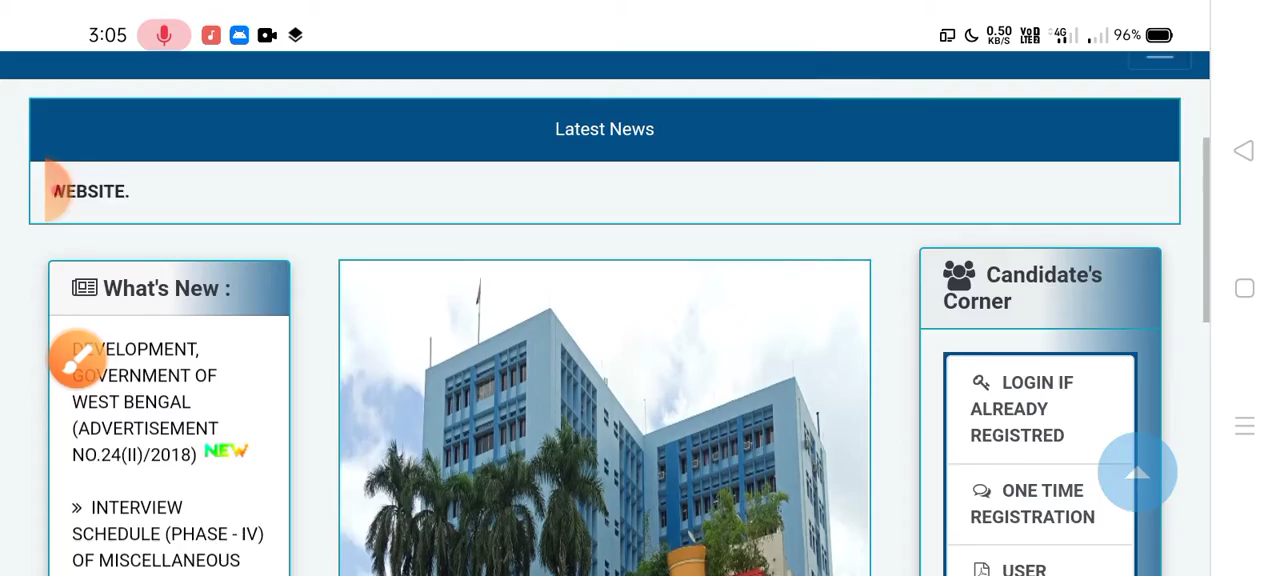 3:05
0.50
KB/S
VoD
LTE2
4G
96%
Latest News
WEBSITE.
What's New :
DEVELOPMENT,
GOVERNMENT OF
WEST BENGAL
(ADVERTISEMENT
NO.24(II)/2018) NEW
» INTERVIEW
SCHEDULE (PHASE - IV)
OF MISCELLANEOUS
Candidate's
Corner
LOGIN IF
ALREADY
REGISTRED
ONE TIME
REGISTRATION
USER